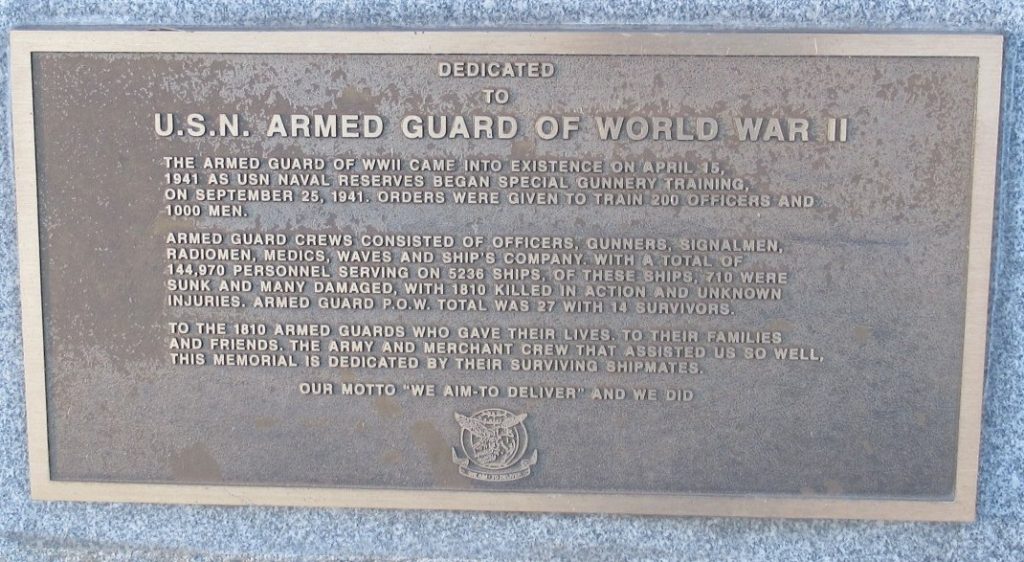 DEDICATED
TO
U.S.N. ARMED GUARD OF WORLD WAR II
THE ARMED GUARD OF WWII CAME INTO EXISTENCE ON APRIL 15,
1941 AS USN NAVAL RESERVES BEGAN SPECIAL GUNNERY TRAINING,
ON SEPTEMBER 25, 1941. ORDERS WERE GIVEN TO TRAIN 200 OFFICERS AND
1000 MEN.
ARMED GUARD CREWS CONSISTED OF OFFICERS, GUNNERS, SIGNALMEN,
RADIOMEN, MEDICS, WAVES AND SHIP'S COMPANY. WITH A TOTAL OF
144,970 PERSONNEL SERVING ON 5236 SHIPS, OF THESE SHIPS, 710 WERE
SUNK AND MANY DAMAGED, WITH 1810 KILLED IN ACTION AND UNKNOWN
INJURIES. ARMED GUARD P.O.W. TOTAL WAS 27 WITH 14 SURVIVORS.
TO THE 1810 ARMED GUARDS WHO GAVE THEIR LIVES. TO THEIR FAMILIES
AND FRIENDS. THE ARMY AND MERCHANT CREW THAT ASSISTED US SO WELL,
THIS MEMORIAL IS DEDICATED BY THEIR SURVIVING SHIPMATES.
OUR MOTTO "WE AIM-TO DELIVER" AND WE DID